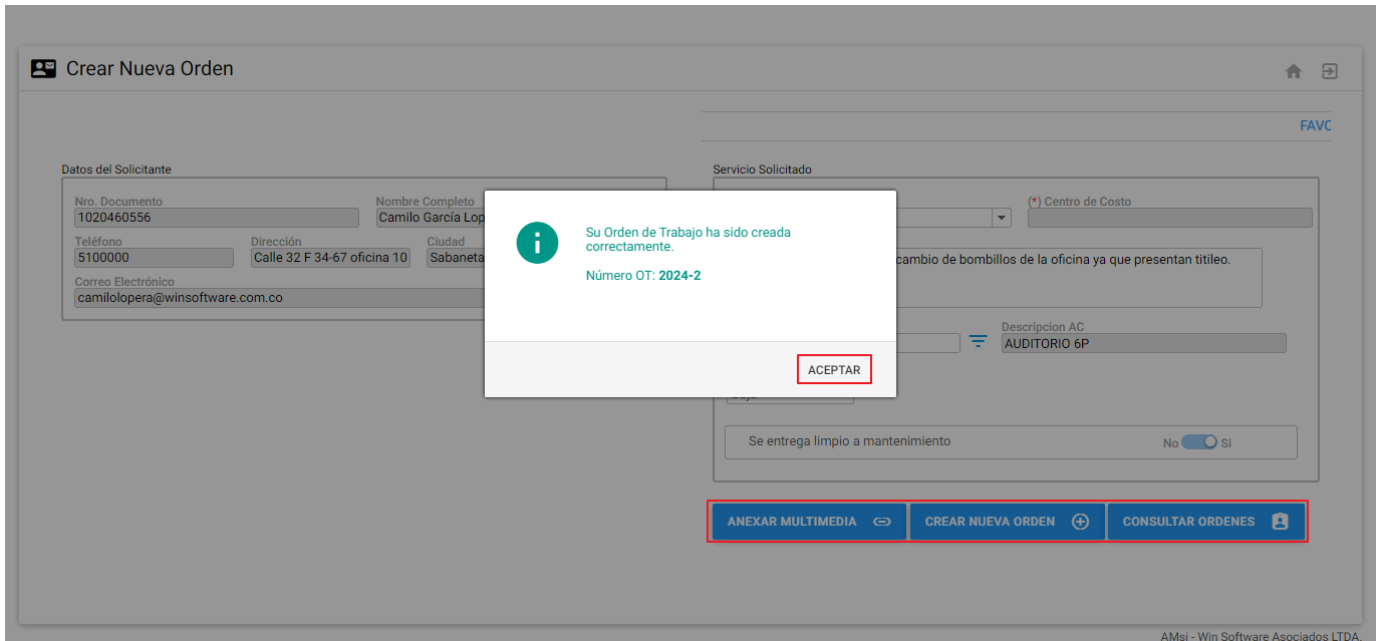 Crear Nueva Orden
FAVC
Datos del Solicitante
Nro. Documento
Nombre Completo
1020460556
Camilo García Lop
Teléfono
Dirección
Ciudad
5100000
Calle 32 F 34-67 oficina 10
Sabaneta
Correo Electrónico
camilolopera@winsoftware.com.co
Servicio Solicitado
(*) Centro de Costo
cambio de bombillos de la oficina ya que presentan titileo.
Descripcion AC
AUDITORIO 6P
Se entrega limpio a mantenimiento
No
Si
ANEXAR MULTIMEDIA
CREAR NUEVA ORDEN
CONSULTAR ORDENES
Su Orden de Trabajo ha sido creada
correctamente.
Número OT: 2024-2
ACEPTAR
AMsi - Win Software Asociados LTDA.